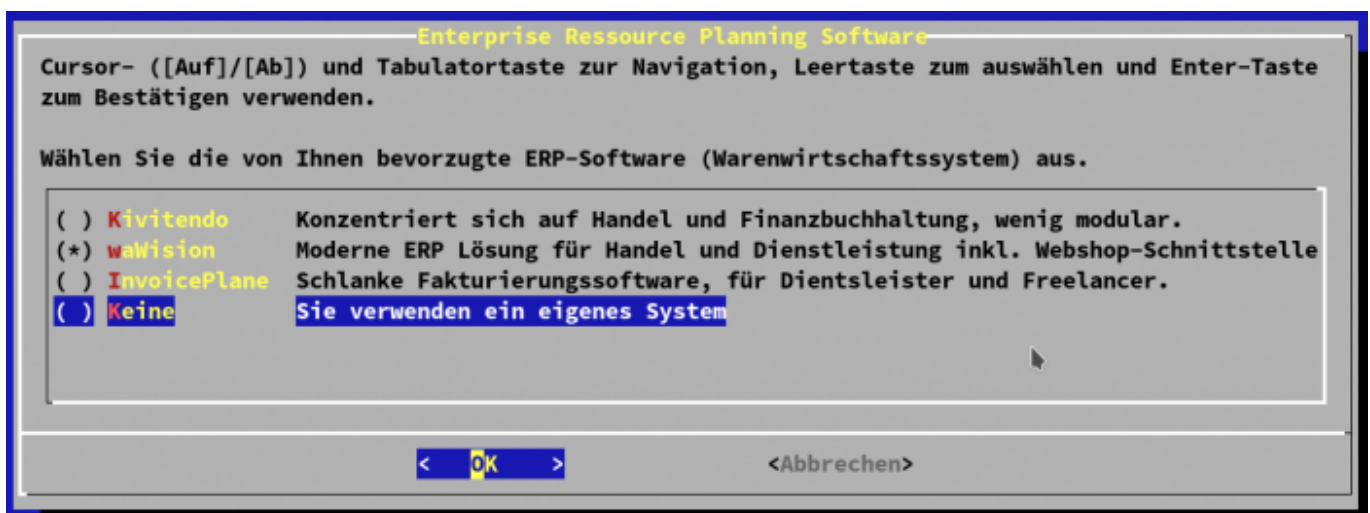 Enterprise Ressource Planning Software
Cursor- ([Auf]/[Ab]) und Tabulatortaste zur Navigation, Leertaste zum auswählen und Enter-Taste
zum Bestätigen verwenden.
Wählen Sie die von Ihnen bevorzugte ERP-Software (Warenwirtschaftssystem) aus.
( ) Kivitendo Konzentriert sich auf Handel und Finanzbuchhaltung, wenig modular.
(*) waWision Moderne ERP Lösung für Handel und Dienstleistung inkl. Webshop-Schnittstelle
( ) InvoicePlane Schlanke Fakturierungssoftware, für Dientsleister und Freelancer.
( ) Keine Sie verwenden ein eigenes System
< OK > <Abbrechen>